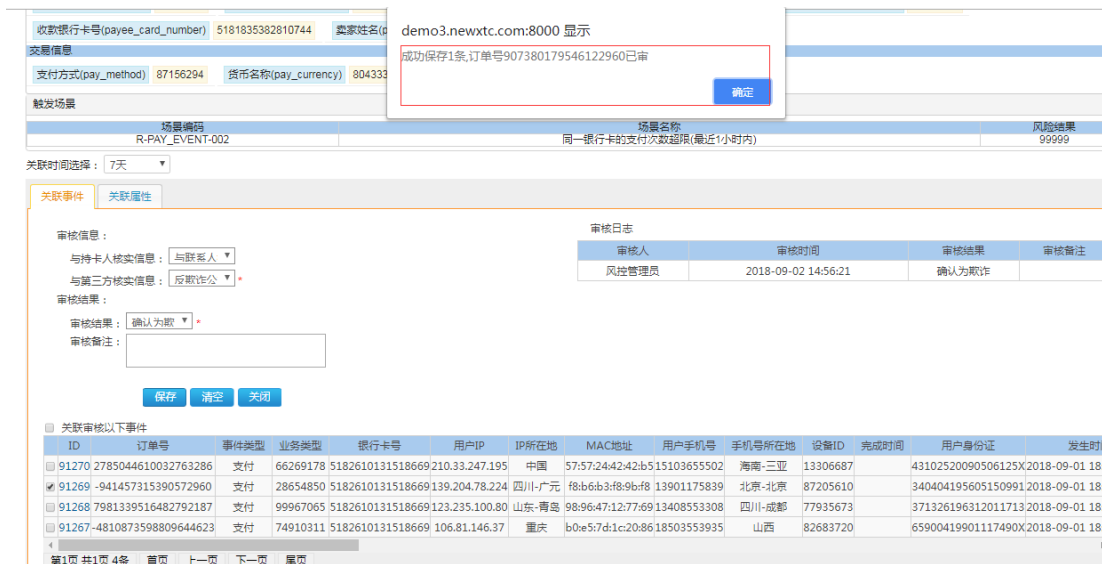 收款银行卡号(payee_card_number) 5181835382810744 卖家姓名(p
交易信息
支付方式(pay_method) 87156294 货币名称(pay_currency) 804333
demo3.newxtc.com:8000 显示
成功保存1条,订单号907380179546122960已审
确定
触发场景
场景编码 场景名称 风险结果
R-PAY_EVENT-002 同一银行卡的支付次数超限(最近1小时内) 99999
关联时间选择: 7天
关联事件 关联属性
审核信息:
与持卡人核实信息: 与联系人
与第三方核实信息: 反欺诈公 *
审核结果:
审核结果: 确认为欺 *
审核备注:
保存 清空 关闭
审核日志
审核人 审核时间 审核结果 审核备注
风控管理员 2018-09-02 14:56:21 确认为欺诈
关联审核以下事件
ID 订单号 事件类型 业务类型 银行卡号 用户IP IP所在地 MAC地址 用户手机号 手机号所在地 设备ID 完成时间 用户身份证 发生时
91270 2785044610032763286 支付 66269178 5182610131518669 210.33.247.195 中国 57:57:24:42:42:b5 15103655502 海南-三亚 13306687 43102520090506125X 2018-09-01 18
91269 -941457315390572960 支付 28654850 5182610131518669 139.204.78.224 四川-广元 f8:b6:b3:f8:9b:f8 13901175839 北京-北京 87205610 340404195605150991 2018-09-01 18
91268 7981339516482792187 支付 99967065 5182610131518669 123.235.100.80 山东-青岛 98:96:47:12:77:69 13408553308 四川-成都 77935673 371326196312011713 2018-09-01 18
91267 -4810873598809644623 支付 74910311 5182610131518669 106.81.146.37 重庆 b0:e5:7d:1c:20:86 18503553935 山西 82683720 65900419901117490X 2018-09-01 18
第1页 共1页 4条 首页 上一页 下一页 尾页